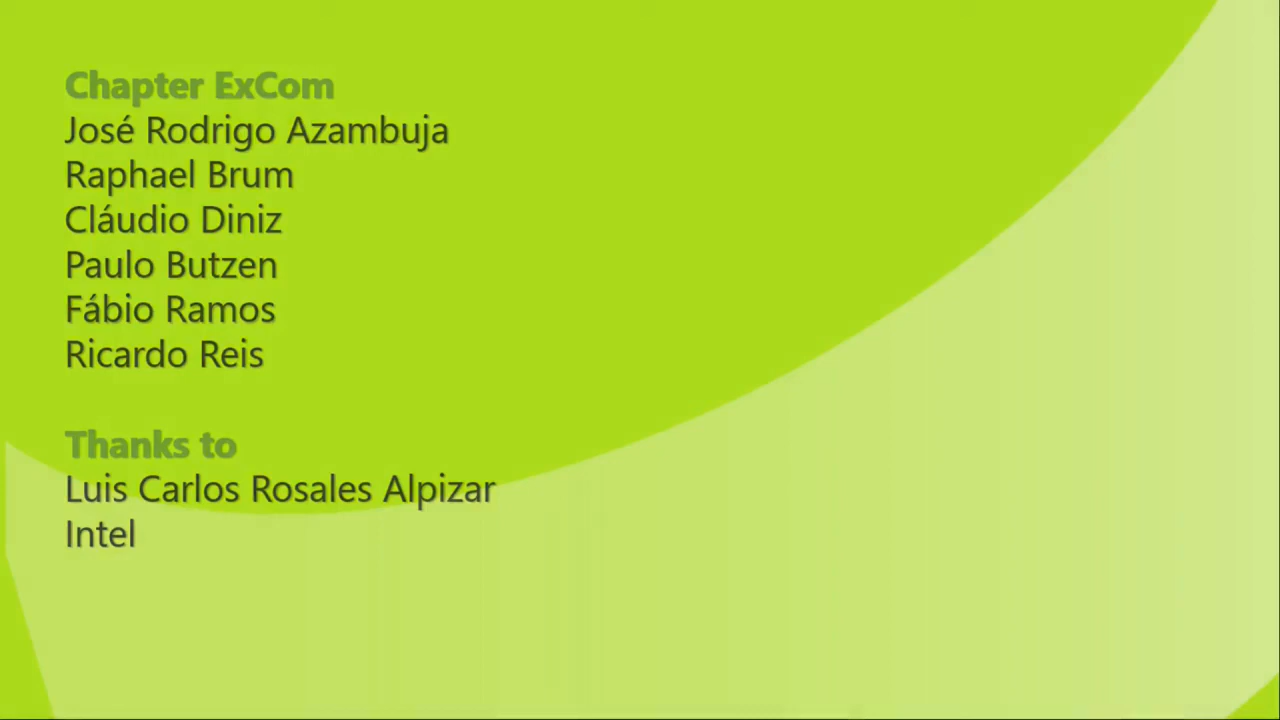 Chapter ExCom
José Rodrigo Azambuja
Raphael Brum
Cláudio Diniz
Paulo Butzen
Fábio Ramos
Ricardo Reis
Thanks to
Luis Carlos Rosales Alpizar
Intel